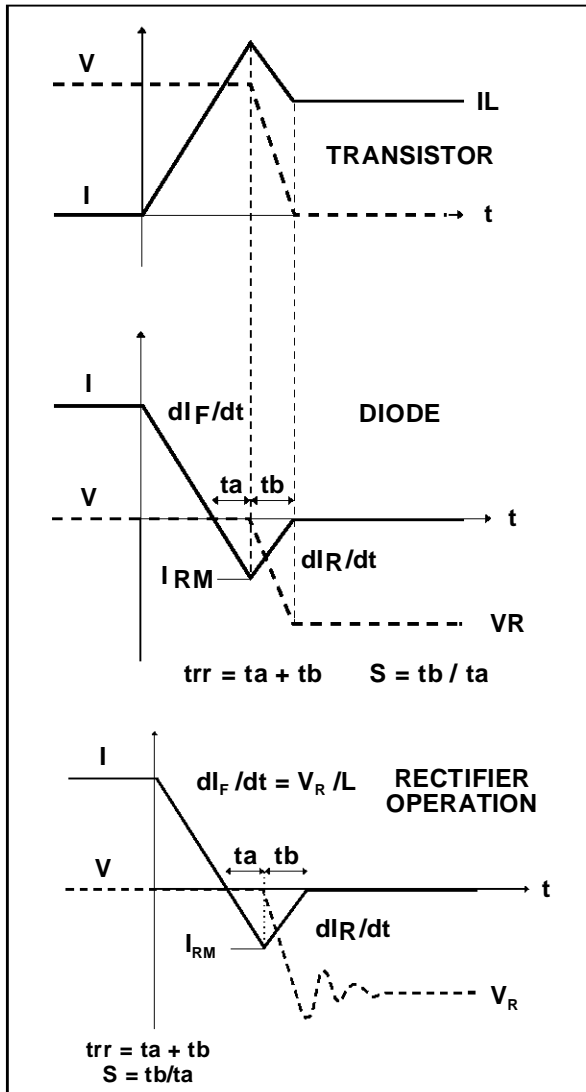 V
IL
TRANSISTOR
I
t
I
dIF/dt
DIODE
ta tb
V
t
dIR/dt
IRM
VR
trr = ta + tb S = tb / ta
I
dIF/dt = VR/L
RECTIFIER
OPERATION
ta tb
V
t
dIR/dt
IRM
VR
trr = ta + tb
S = tb/ta